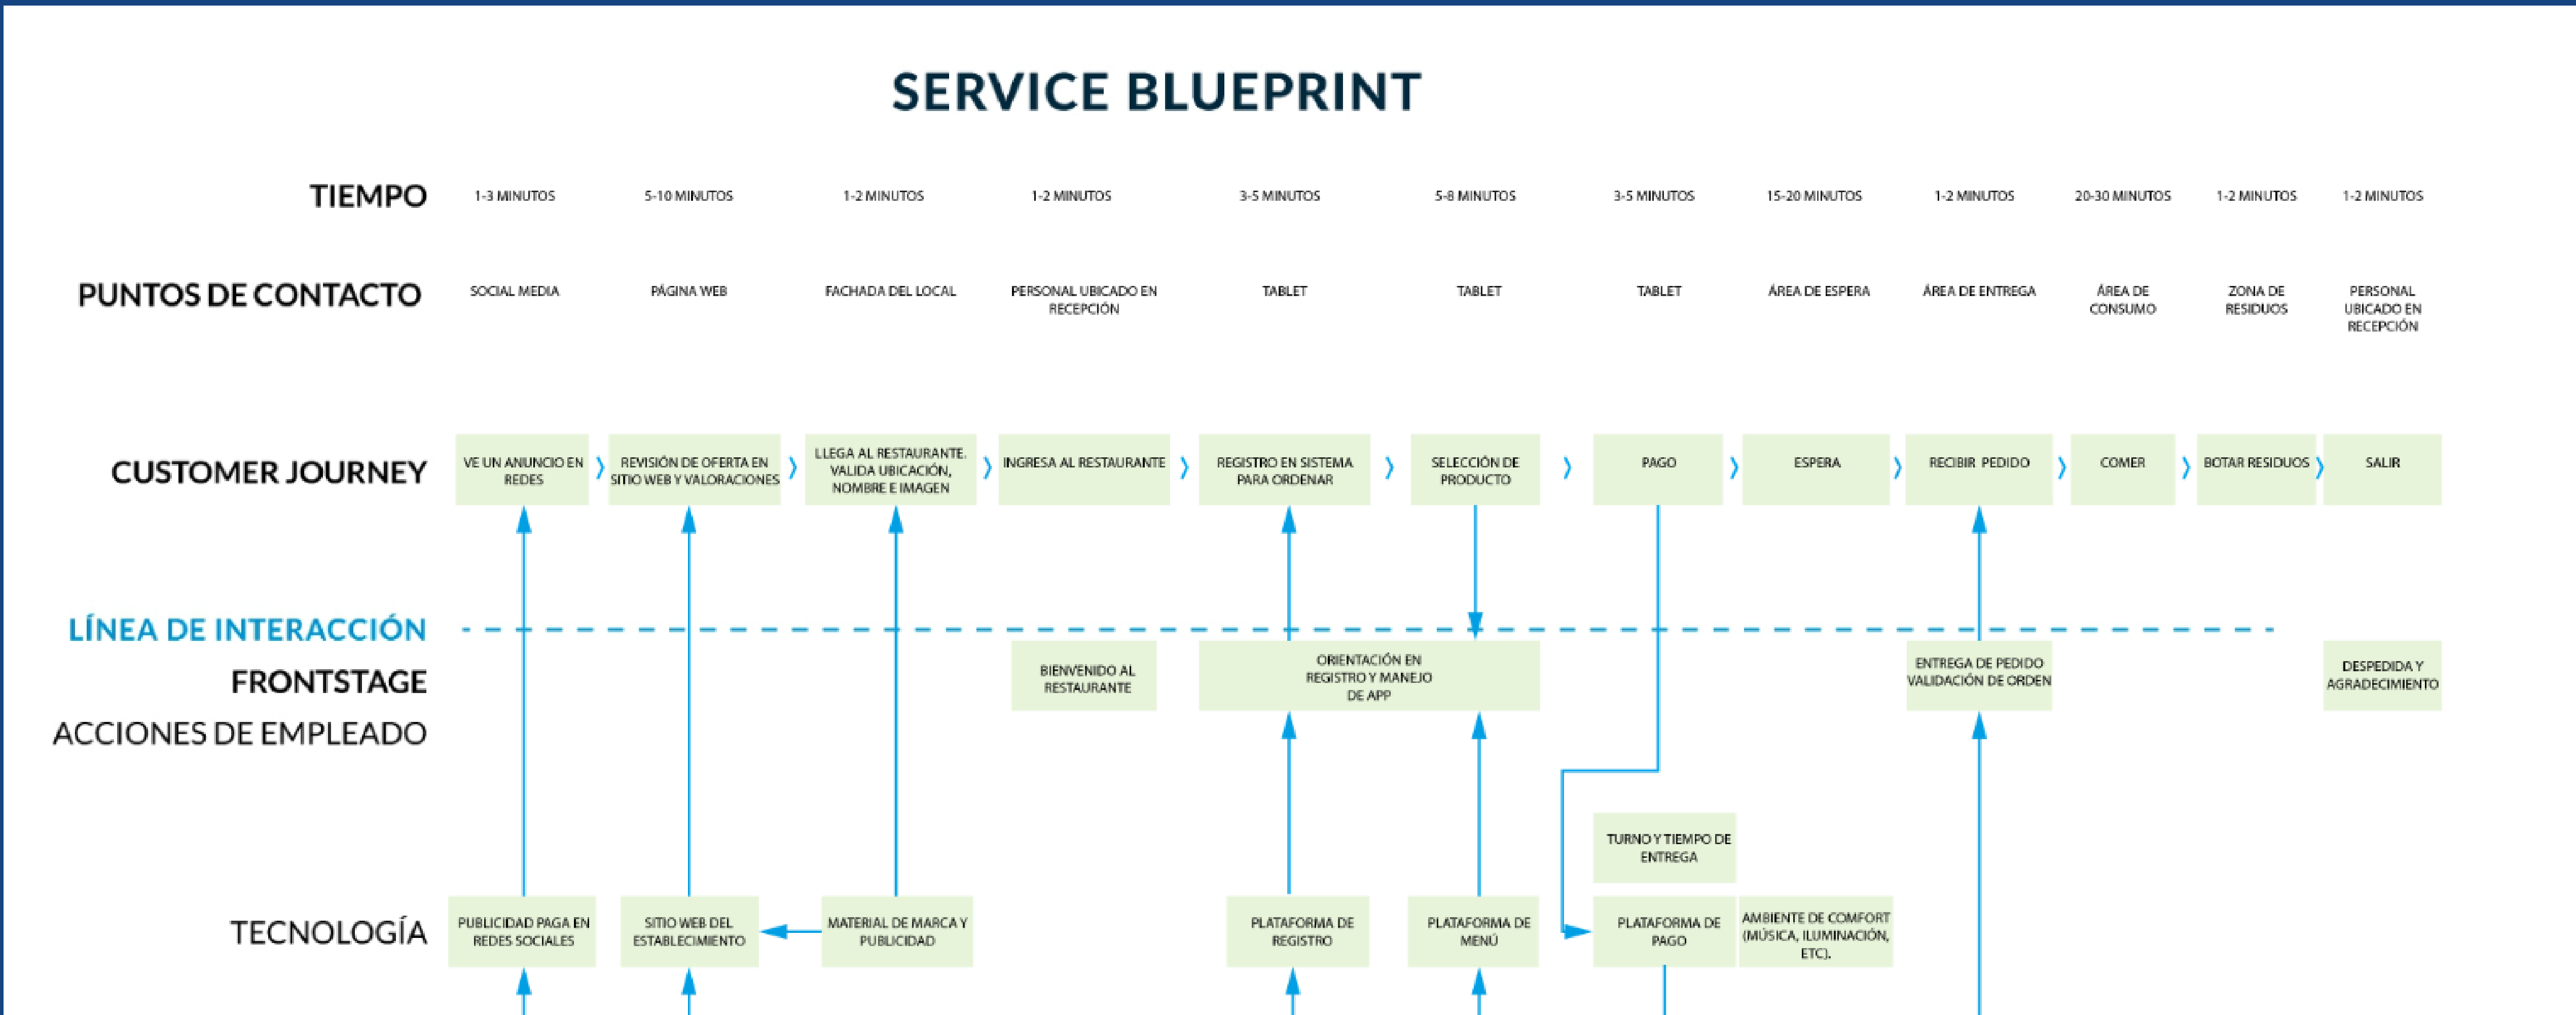 SERVICE BLUEPRINT
TIEMPO
1-3 MINUTOS
5-10 MINUTOS
1-2 MINUTOS
1-2 MINUTOS
3-5 MINUTOS
5-8 MINUTOS
3-5 MINUTOS
15-20 MINUTOS
1-2 MINUTOS
20-30 MINUTOS
1-2 MINUTOS
1-2 MINUTOS
PUNTOS DE CONTACTO
SOCIAL MEDIA
PÁGINA WEB
FACHADA DEL LOCAL
PERSONAL UBICADO EN
RECEPCIÓN
TABLET
TABLET
TABLET
ÁREA DE ESPERA
ÁREA DE ENTREGA
ÁREA DE
CONSUMO
ZONA DE
RESIDUOS
PERSONAL
UBICADO EN
RECEPCIÓN
CUSTOMER JOURNEY
VE UN ANUNCIO EN
REDES
REVISIÓN DE OFERTA EN
SITIO WEB Y VALORACIONES
LLEGA AL RESTAURANTE.
VALIDA UBICACIÓN,
NOMBRE E IMAGEN
INGRESA AL RESTAURANTE
REGISTRO EN SISTEMA
PARA ORDENAR
SELECCIÓN DE
PRODUCTO
PAGO
ESPERA
RECIBIR PEDIDO
COMER
BOTAR RESIDUOS
SALIR
LÍNEA DE INTERACCIÓN
FRONTSTAGE
ACCIONES DE EMPLEADO
BIENVENIDO AL
RESTAURANTE
ORIENTACIÓN EN
REGISTRO Y MANEJO
DE APP
ENTREGA DE PEDIDO
VALIDACIÓN DE ORDEN
DESPEDIDA Y
AGRADECIMIENTO
TURNO Y TIEMPO DE
ENTREGA
TECNOLOGÍA
PUBLICIDAD PAGA EN
REDES SOCIALES
SITIO WEB DEL
ESTABLECIMIENTO
MATERIAL DE MARCA Y
PUBLICIDAD
PLATAFORMA DE
REGISTRO
PLATAFORMA DE
MENÚ
PLATAFORMA DE
PAGO
AMBIENTE DE COMFORT
(MÚSICA, ILUMINACIÓN,
ETC).